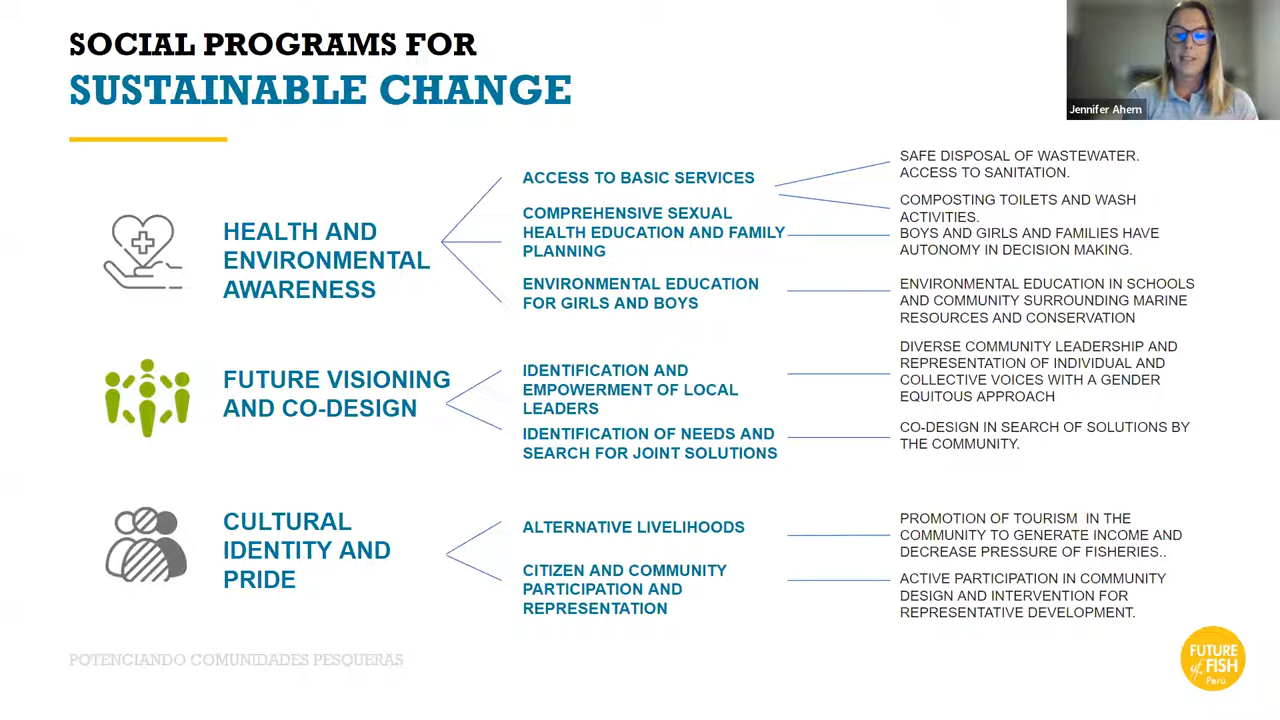 SOCIAL PROGRAMS FOR
SUSTAINABLE CHANGE
Jennifer Ahern
HEALTH AND
ENVIRONMENTAL
AWARENESS
ACCESS TO BASIC SERVICES
SAFE DISPOSAL OF WASTEWATER.
ACCESS TO SANITATION.
COMPOSTING TOILETS AND WASH
ACTIVITIES.
COMPREHENSIVE SEXUAL
HEALTH EDUCATION AND FAMILY
PLANNING
BOYS AND GIRLS AND FAMILIES HAVE
AUTONOMY IN DECISION MAKING.
ENVIRONMENTAL EDUCATION
FOR GIRLS AND BOYS
ENVIRONMENTAL EDUCATION IN SCHOOLS
AND COMMUNITY SURROUNDING MARINE
RESOURCES AND CONSERVATION
FUTURE VISIONING
AND CO-DESIGN
IDENTIFICATION AND
EMPOWERMENT OF LOCAL
LEADERS
DIVERSE COMMUNITY LEADERSHIP AND
REPRESENTATION OF INDIVIDUAL AND
COLLECTIVE VOICES WITH A GENDER
EQUITOUS APPROACH
IDENTIFICATION OF NEEDS AND
SEARCH FOR JOINT SOLUTIONS
CO-DESIGN IN SEARCH OF SOLUTIONS BY
THE COMMUNITY.
CULTURAL
IDENTITY AND
PRIDE
ALTERNATIVE LIVELIHOODS
PROMOTION OF TOURISM  IN THE
COMMUNITY TO GENERATE INCOME AND
DECREASE PRESSURE OF FISHERIES..
CITIZEN AND COMMUNITY
PARTICIPATION AND
REPRESENTATION
ACTIVE PARTICIPATION IN COMMUNITY
DESIGN AND INTERVENTION FOR
REPRESENTATIVE DEVELOPMENT.
POTENCIANDO COMUNIDADES PESQUERAS
FUTURE
of FISH
Perú